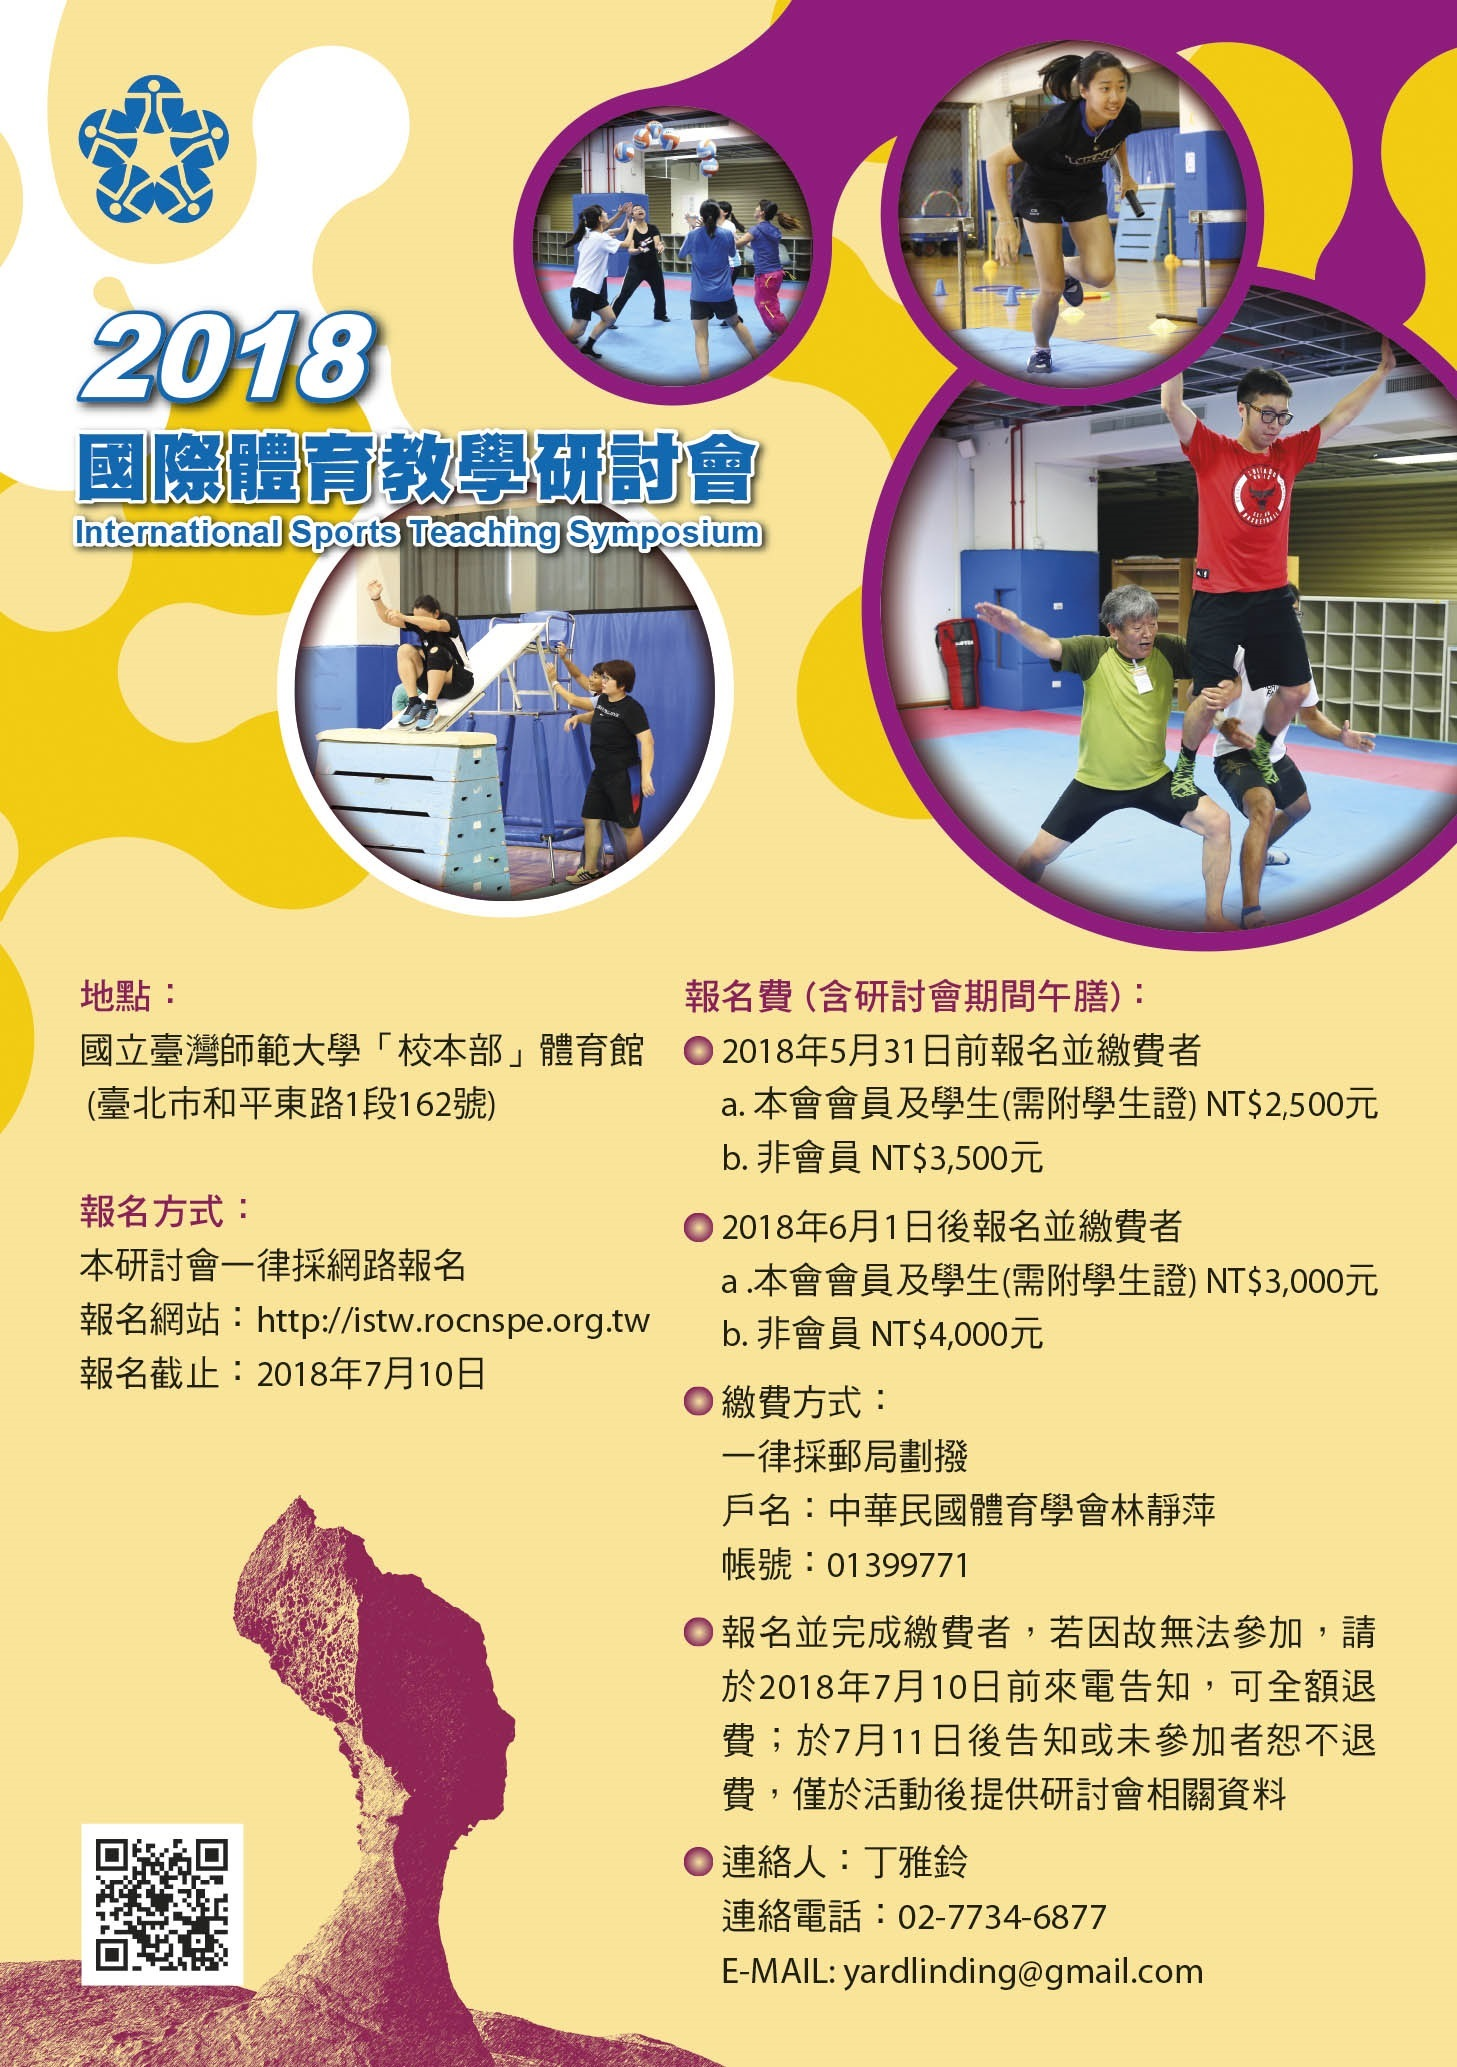 2018
國際體育教學研討會
International Sports Teaching Symposium
地點：
國立臺灣師範大學「校本部」體育館
(臺北市和平東路1段162號)
報名方式：
本研討會一律採網路報名
報名網站：http://istw.rocnspe.org.tw
報名截止：2018年7月10日
報名費（含研討會期間午膳）：
2018年5月31日前報名並繳費者
a. 本會會員及學生(需附學生證) NT$2,500元
b. 非會員 NT$3,500元
2018年6月1日後報名並繳費者
a .本會會員及學生(需附學生證) NT$3,000元
b. 非會員 NT$4,000元
繳費方式：
一律採郵局劃撥
戶名：中華民國體育學會林靜萍
帳號：01399771
報名並完成繳費者，若因故無法參加，請
於2018年7月10日前來電告知，可全額退
費；於7月11日後告知或未參加者恕不退
費，僅於活動後提供研討會相關資料
連絡人：丁雅鈴
連絡電話：02-7734-6877
E-MAIL: yardlinding@gmail.com